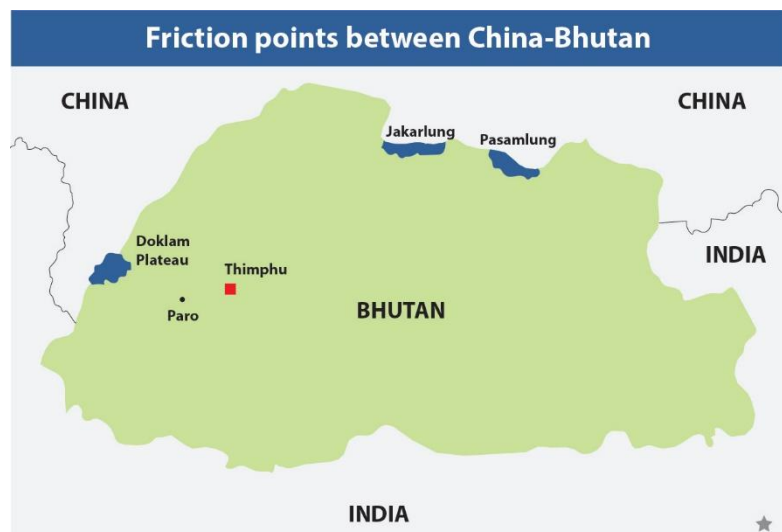 Friction points between China-Bhutan
CHINA
CHINA
Jakarlung
Pasamlung
Doklam
Plateau
Thimphu
INDIA
Paro
BHUTAN
INDIA